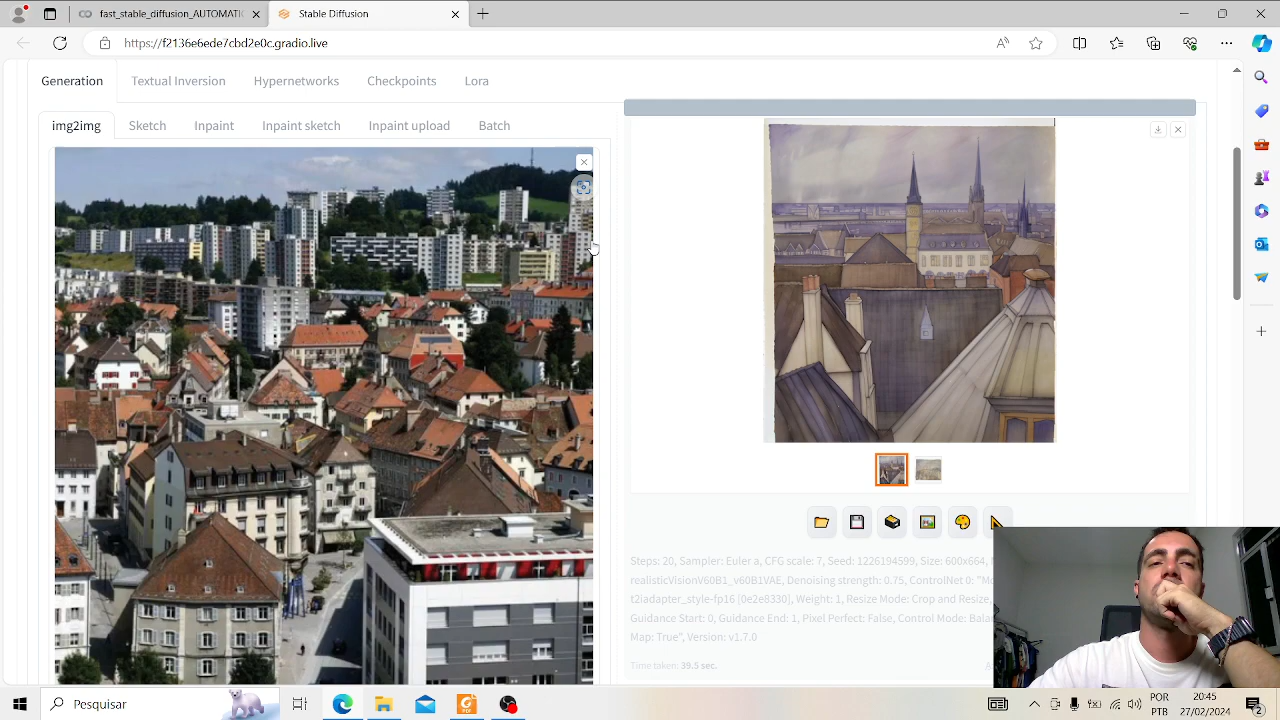 fast_stable_diffusion_AUTOMATIC
Stable Diffusion
https://f2136e6ede7cbd2e0c.gradio.live
Generation
Textual Inversion
Hypernetworks
Checkpoints
Lora
img2img
Sketch
Inpaint
Inpaint sketch
Inpaint upload
Batch
Steps: 20, Sampler: Euler a, CFG scale: 7, Seed: 1226194599, Size: 600x664,
realisticVisionV60B1_v60B1VAE, Denoising strength: 0.75, ControlNet 0: "Mo
t2iadapter_style-fp16 [0e2e8330], Weight: 1, Resize Mode: Crop and Resize,
Guidance Start: 0, Guidance End: 1, Pixel Perfect: False, Control Mode: Bala
Map: True", Version: v1.7.0
Time taken: 39.5 sec.
Pesquisar
POR
PTB2
20:45
27/02/2024
2